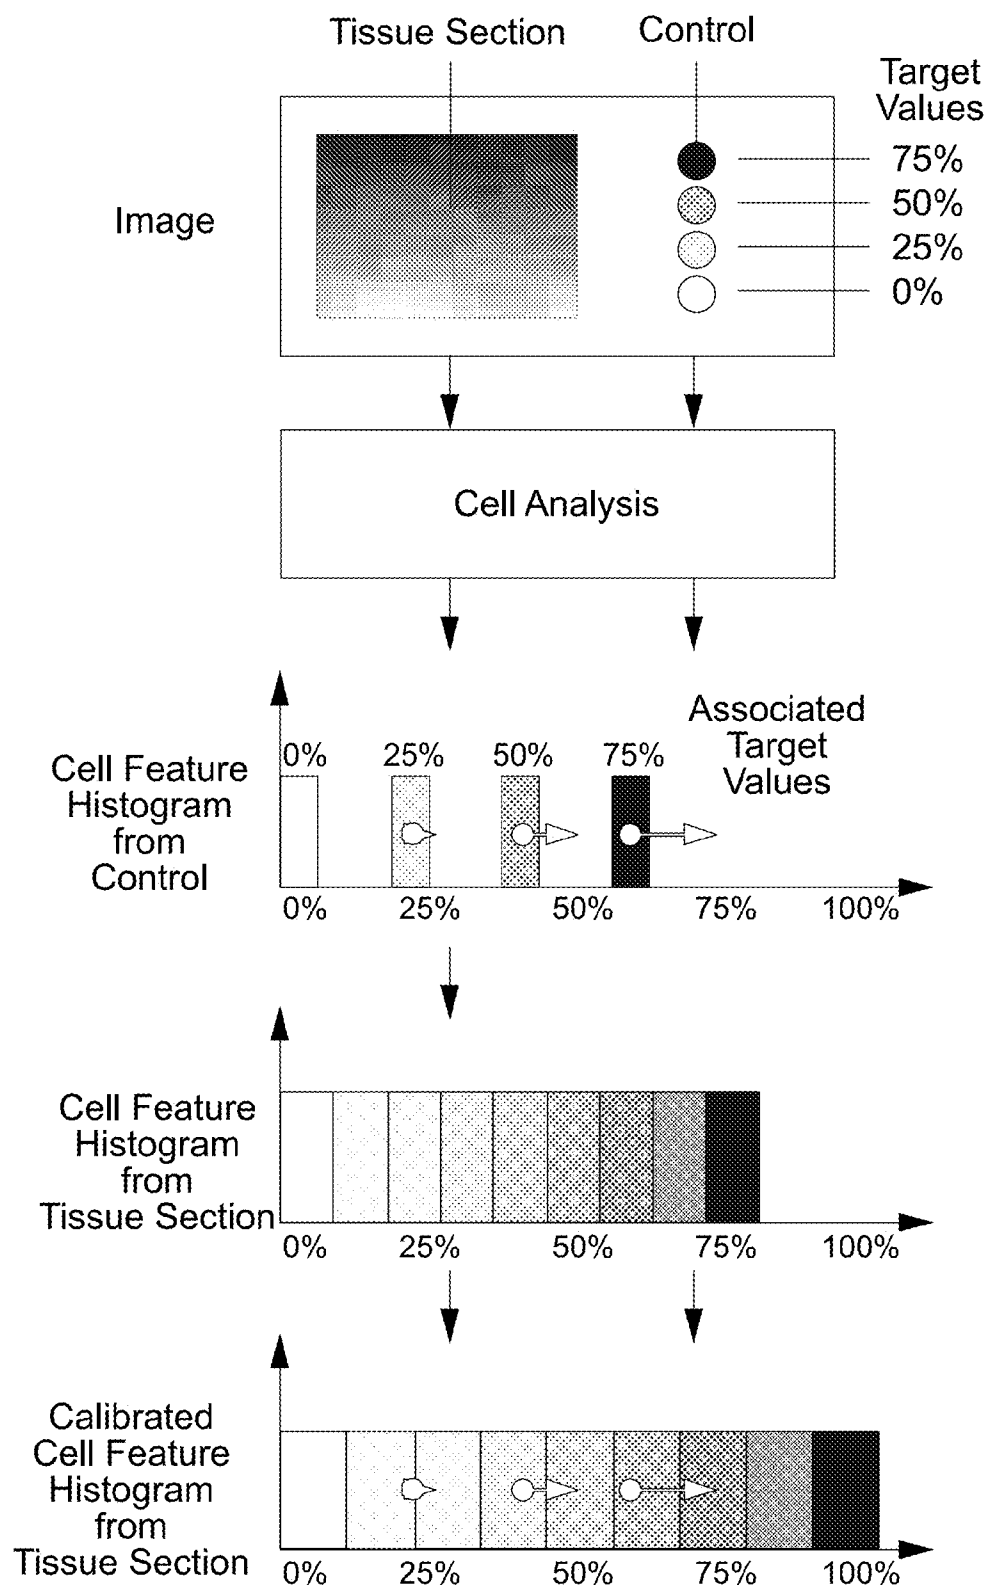 Tissue Section
Control
Target
Values
75%
50%
25%
0%
Image
Cell Analysis
Associated
Target
Values
0% 25% 50% 75%
Cell Feature
Histogram
from
Control
0% 25% 50% 75% 100%
Cell Feature
Histogram
from
Tissue Section
0% 25% 50% 75% 100%
Calibrated
Cell Feature
Histogram
from
Tissue Section
0% 25% 50% 75% 100%